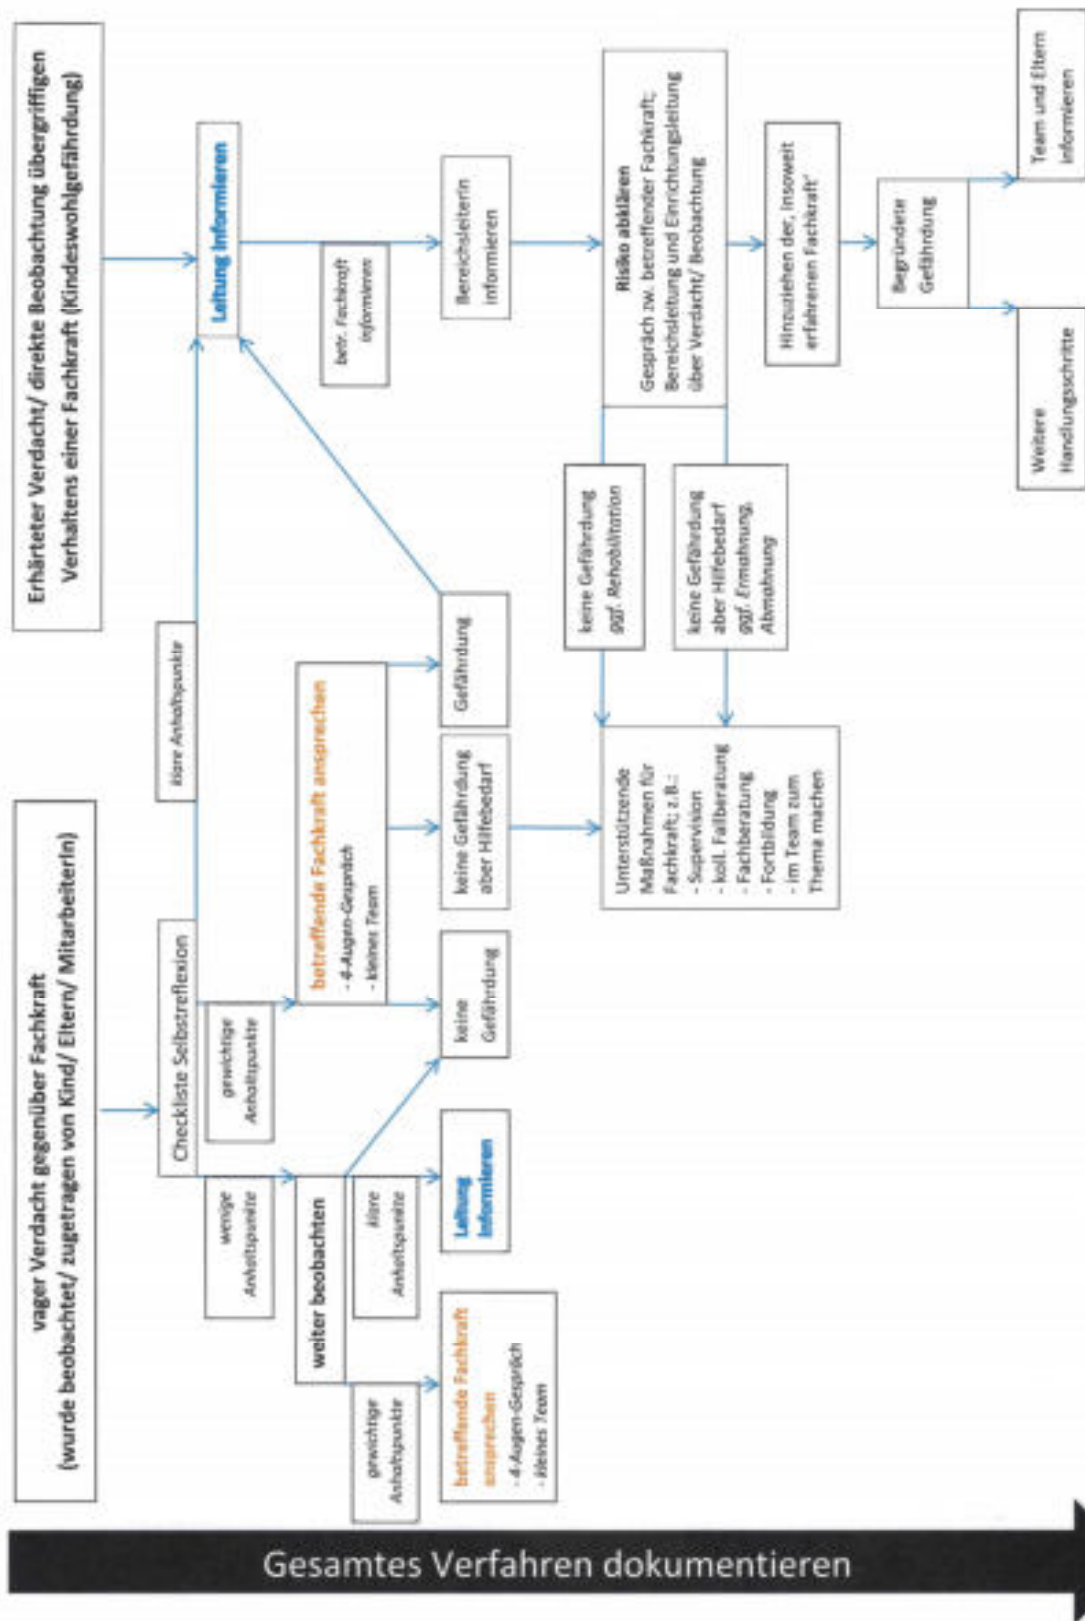 vager Verdacht gegenüber Fachkraft
(wurde beobachtet/ zugetragen von Kind/ Eltern/ MitarbeiterIn)
Erhärteter Verdacht/ direkte Beobachtung übergriffigen
Verhaltens einer Fachkraft (Kindeswohlgefährdung)
Checkliste Selbstreflexion
klare Anhaltspunkte
Leitung informieren
wenige
Anhaltspunkte
gewichtige
Anhaltspunkte
weiter beobachten
betreffende Fachkraft ansprechen
- 4-Augen-Gespräch
- kleines Team
betr. Fachkraft
informieren
gewichtige
Anhaltspunkte
klare
Anhaltspunkte
betreffende Fachkraft
ansprechen
- 4-Augen-Gespräch
- kleines Team
Leitung
informieren
keine
Gefährdung
keine Gefährdung
aber Hilfebedarf
Gefährdung
Bereichsleiterin
informieren
Unterstützende
Maßnahmen für
Fachkraft; z.B.:
- Supervision
- koll. Fallberatung
- Fachberatung
- Fortbildung
- im Team zum
Thema machen
keine Gefährdung
ggf. Rehabilitation
keine Gefährdung
aber Hilfebedarf
ggf. Ermahnung,
Abmahnung
Risiko abklären
Gespräch zw. betreffender Fachkraft;
Bereichsleitung und Einrichtungsleitung
über Verdacht/ Beobachtung
Hinzuziehen der‚ insoweit
erfahrenen Fachkraft'
Begründete
Gefährdung
Weitere
Handlungsschritte
Team und Eltern
informieren
Gesamtes Verfahren dokumentieren